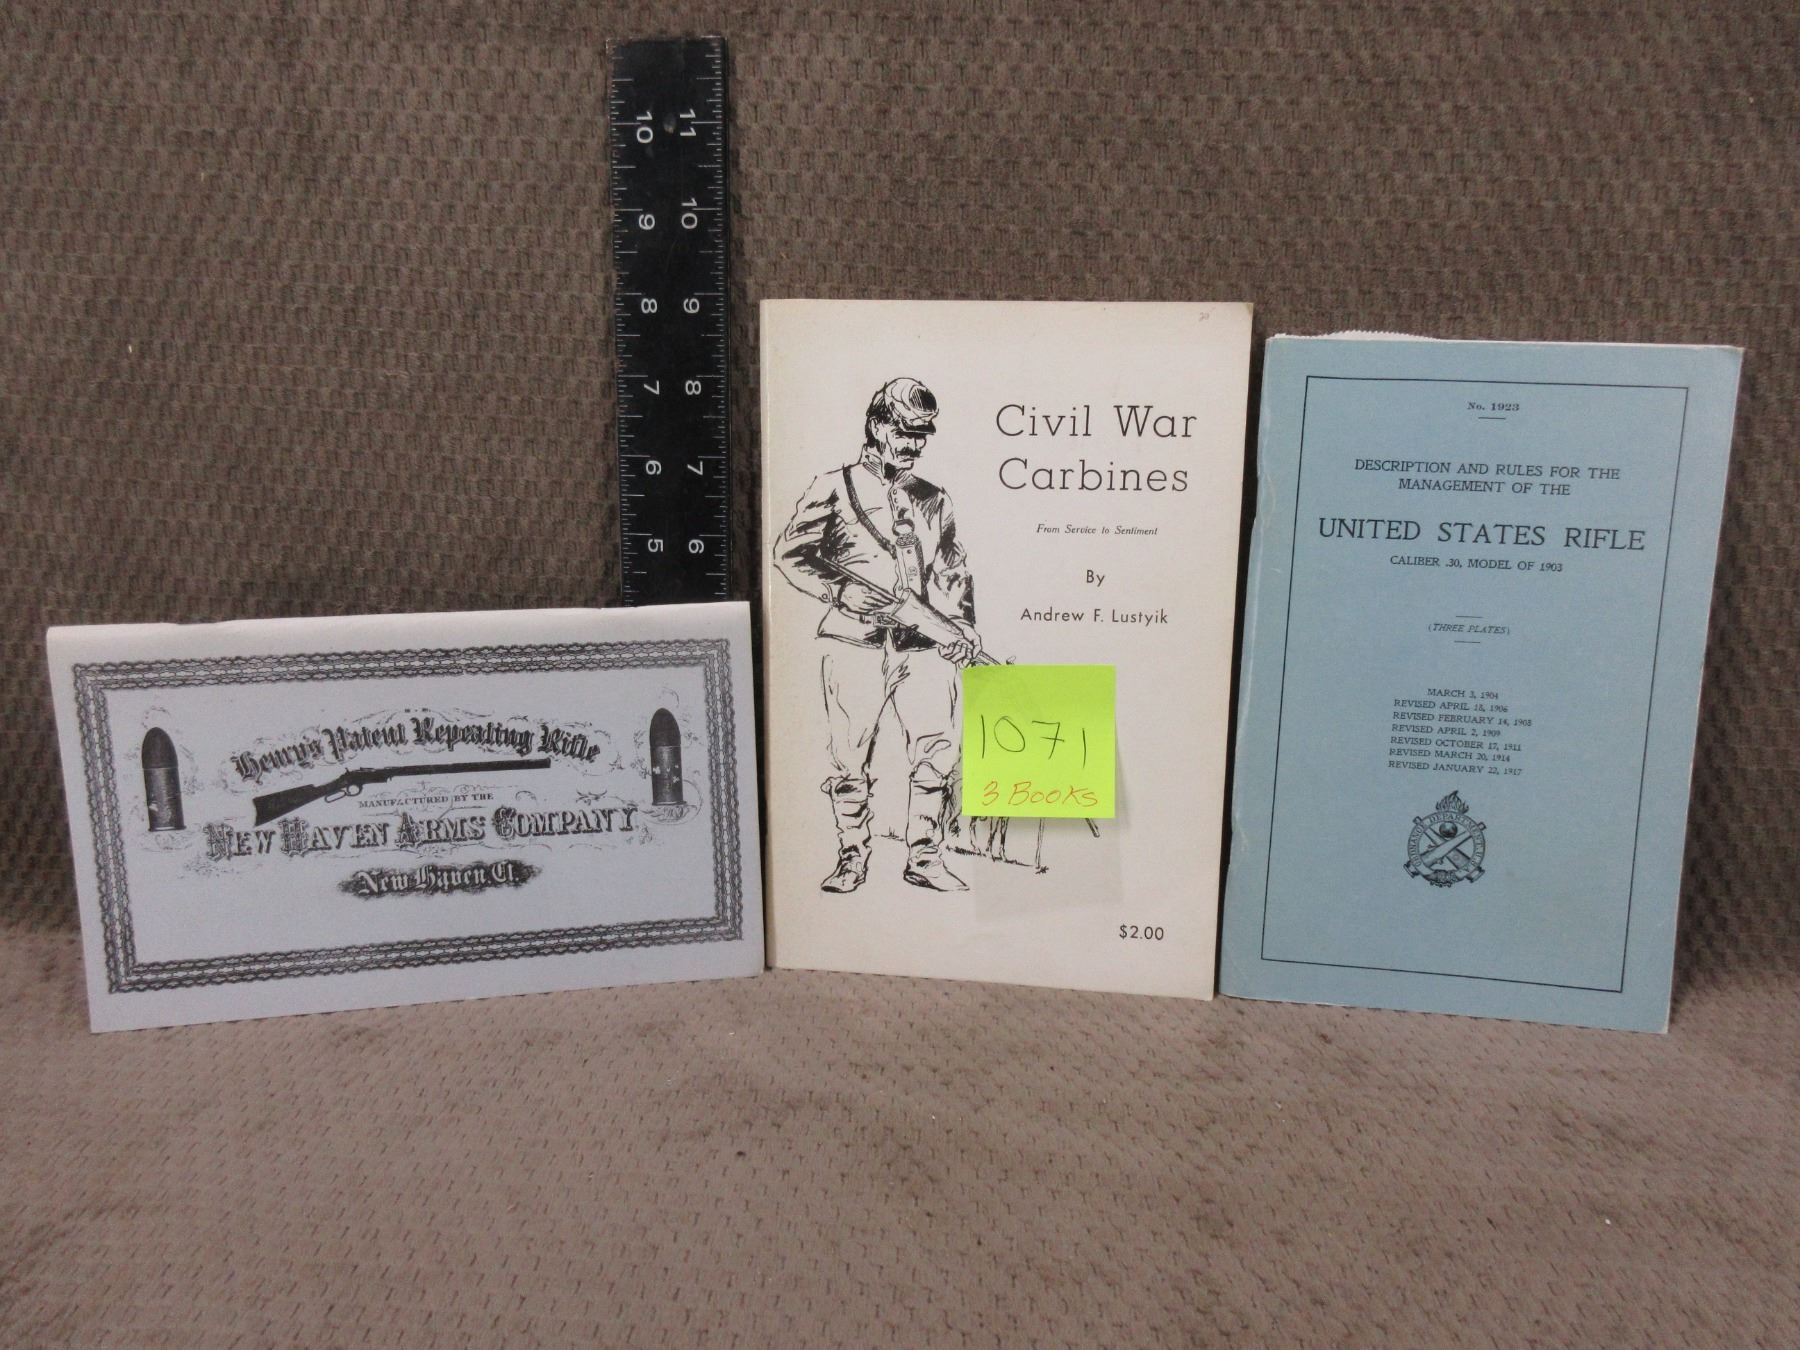 11
10
10
9
9
8
8
7
7
6
6
5
Henry's Patent Repeating Rifle
MANUFACTURED BY THE
NEW HAVEN ARMS COMPANY
New Haven, Ct.
20
Civil War
Carbines
From Service to Sentiment
By
Andrew F. Lustyik
1071
3 BOOKS
$2.00
No. 1923
DESCRIPTION AND RULES FOR THE
MANAGEMENT OF THE
UNITED STATES RIFLE
CALIBER .30, MODEL OF 1903
(THREE PLATES)
MARCH 3, 1904
REVISED APRIL 18, 1906
REVISED FEBRUARY 14, 1908
REVISED APRIL 2, 1909
REVISED OCTOBER 17, 1911
REVISED MARCH 20, 1914
REVISED JANUARY 22, 1917
ORDNANCE DEPARTMENT U.S.A.